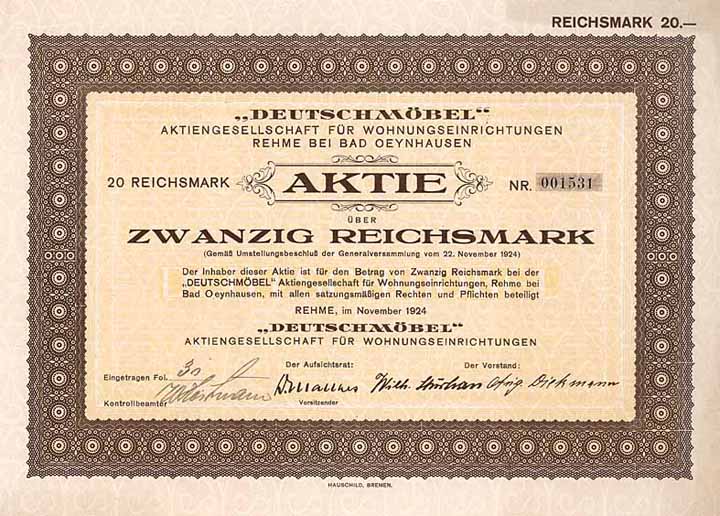 REICHSMARK 20.—
„DEUTSCHMÖBEL“
AKTIENGESELLSCHAFT FÜR WOHNUNGSEINRICHTUNGEN
REHME BEI BAD OEYNHAUSEN
20 REICHSMARK AKTIE NR. 001531
ÜBER
ZWANZIG REICHSMARK
(Gemäß Umstellungsbeschluß der Generalversammlung vom 22. November 1924)
Der Inhaber dieser Aktie ist für den Betrag von Zwanzig Reichsmark bei der
„DEUTSCHMÖBEL“ Aktiengesellschaft für Wohnungseinrichtungen, Rehme bei
Bad Oeynhausen, mit allen satzungsmäßigen Rechten und Pflichten beteiligt
REHME, im November 1924
„DEUTSCHMÖBEL“
AKTIENGESELLSCHAFT FÜR WOHNUNGSEINRICHTUNGEN
Eingetragen Fol. 30 Der Aufsichtsrat: Der Vorstand:
Wilh. Aug. Diekmann
Kontrollbeamter Vorsitzender
HAUSCHILD, BREMEN.